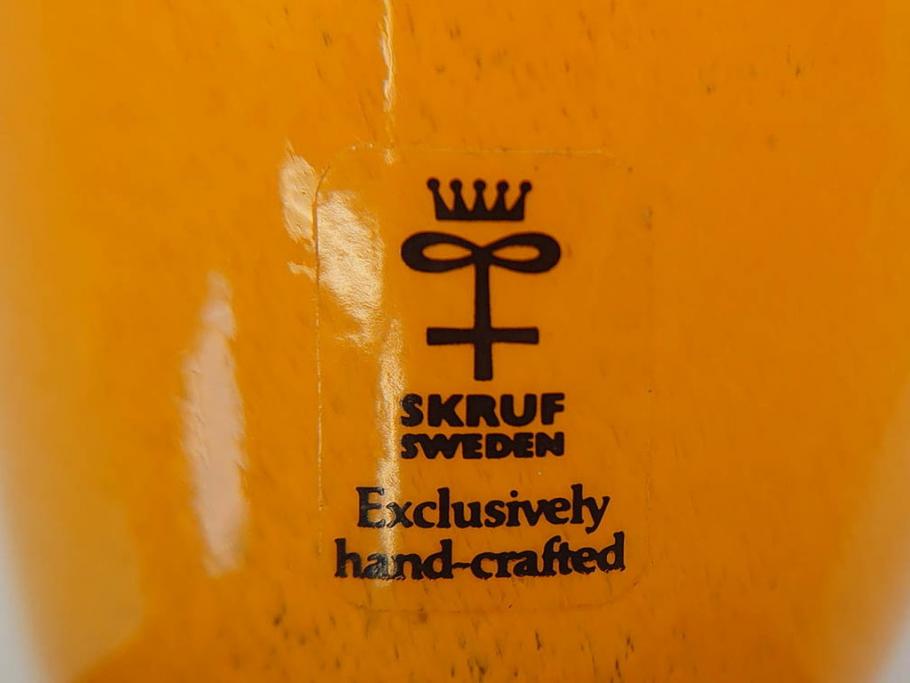 SKRUF
SWEDEN
Exclusively
hand-crafted